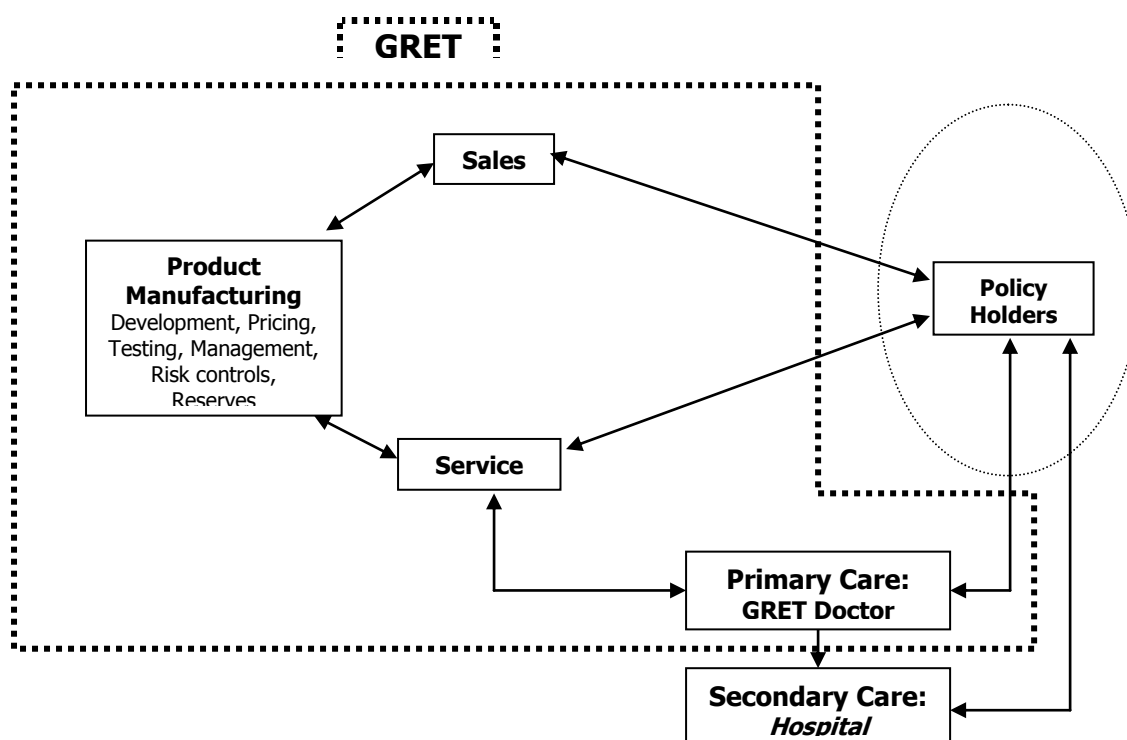 GRET
Sales
Product
Manufacturing
Development, Pricing,
Testing, Management,
Risk controls,
Reserves
Policy
Holders
Service
Primary Care:
GRET Doctor
Secondary Care:
Hospital